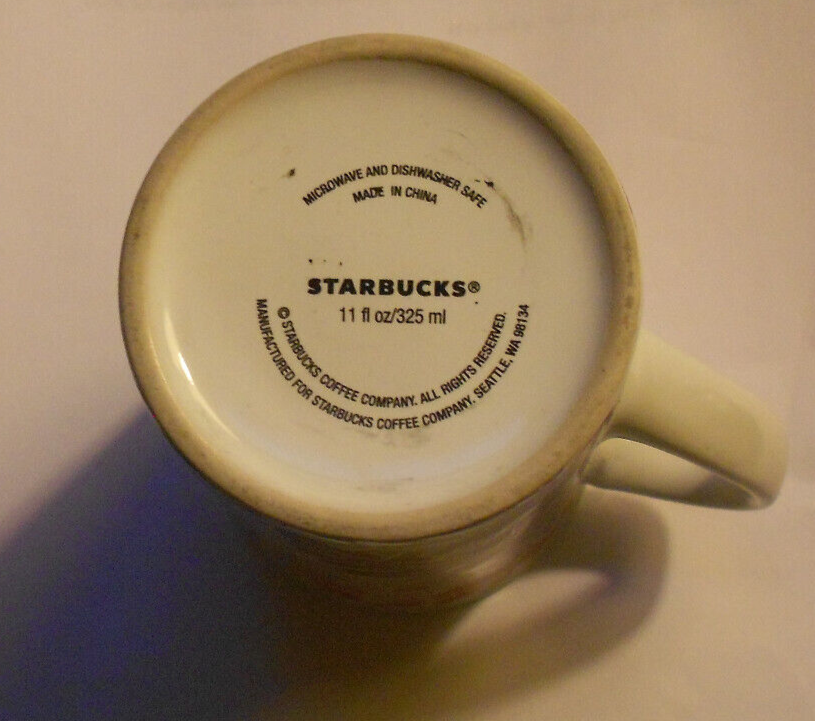 MICROWAVE AND DISHWASHER SAFE
MADE IN CHINA
STARBUCKS®
11 fl oz/325 ml
© STARBUCKS COFFEE COMPANY. ALL RIGHTS RESERVED.
MANUFACTURED FOR STARBUCKS COFFEE COMPANY. SEATTLE, WA 98134